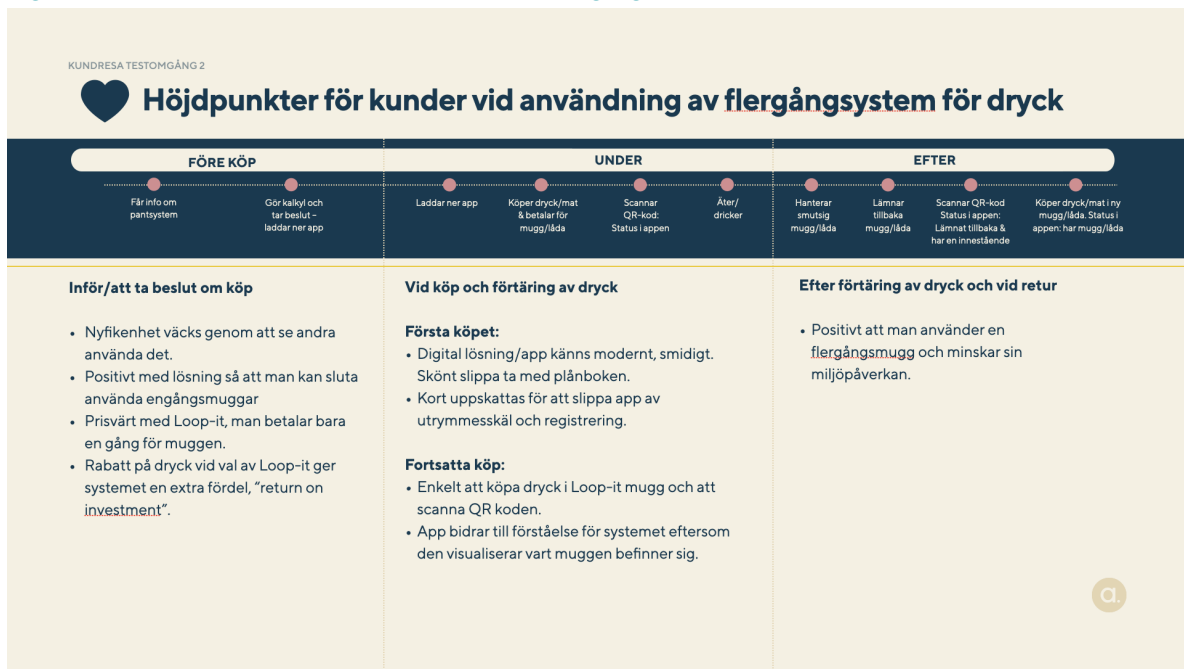 KUNDRESA TESTOMGÅNG 2
Höjdpunkter för kunder vid användning av flergångsystem för dryck
FÖRE KÖP
UNDER
EFTER
Får info om
pantsystem
Gör kalkyl och
tar beslut –
laddar ner app
Laddar ner app
Köper dryck/mat
& betalar för
mugg/låda
Scannar
QR-kod:
Status i appen
Äter/
dricker
Hanterar
smutsig
mugg/låda
Lämnar
tillbaka
mugg/låda
Scannar QR-kod
Status i appen:
Lämnat tillbaka &
har en innestående
Köper dryck/mat i ny
mugg/låda. Status i
appen: har mugg/låda
Inför/att ta beslut om köp
• Nyfikenhet väcks genom att se andra
använda det.
• Positivt med lösning så att man kan sluta
använda engångsmuggar
• Prisvärt med Loop-it, man betalar bara
en gång för muggen.
• Rabatt på dryck vid val av Loop-it ger
systemet en extra fördel, ”return on
investment”.
Vid köp och förtäring av dryck
Första köpet:
• Digital lösning/app känns modernt, smidigt.
Skönt slippa ta med plånboken.
• Kort uppskattas för att slippa app av
utrymmesskäl och registrering.
Fortsatta köp:
• Enkelt att köpa dryck i Loop-it mugg och att
scanna QR koden.
• App bidrar till förståelse för systemet eftersom
den visualiserar vart muggen befinner sig.
Efter förtäring av dryck och vid retur
• Positivt att man använder en
flergångsmugg och minskar sin
miljöpåverkan.
a.